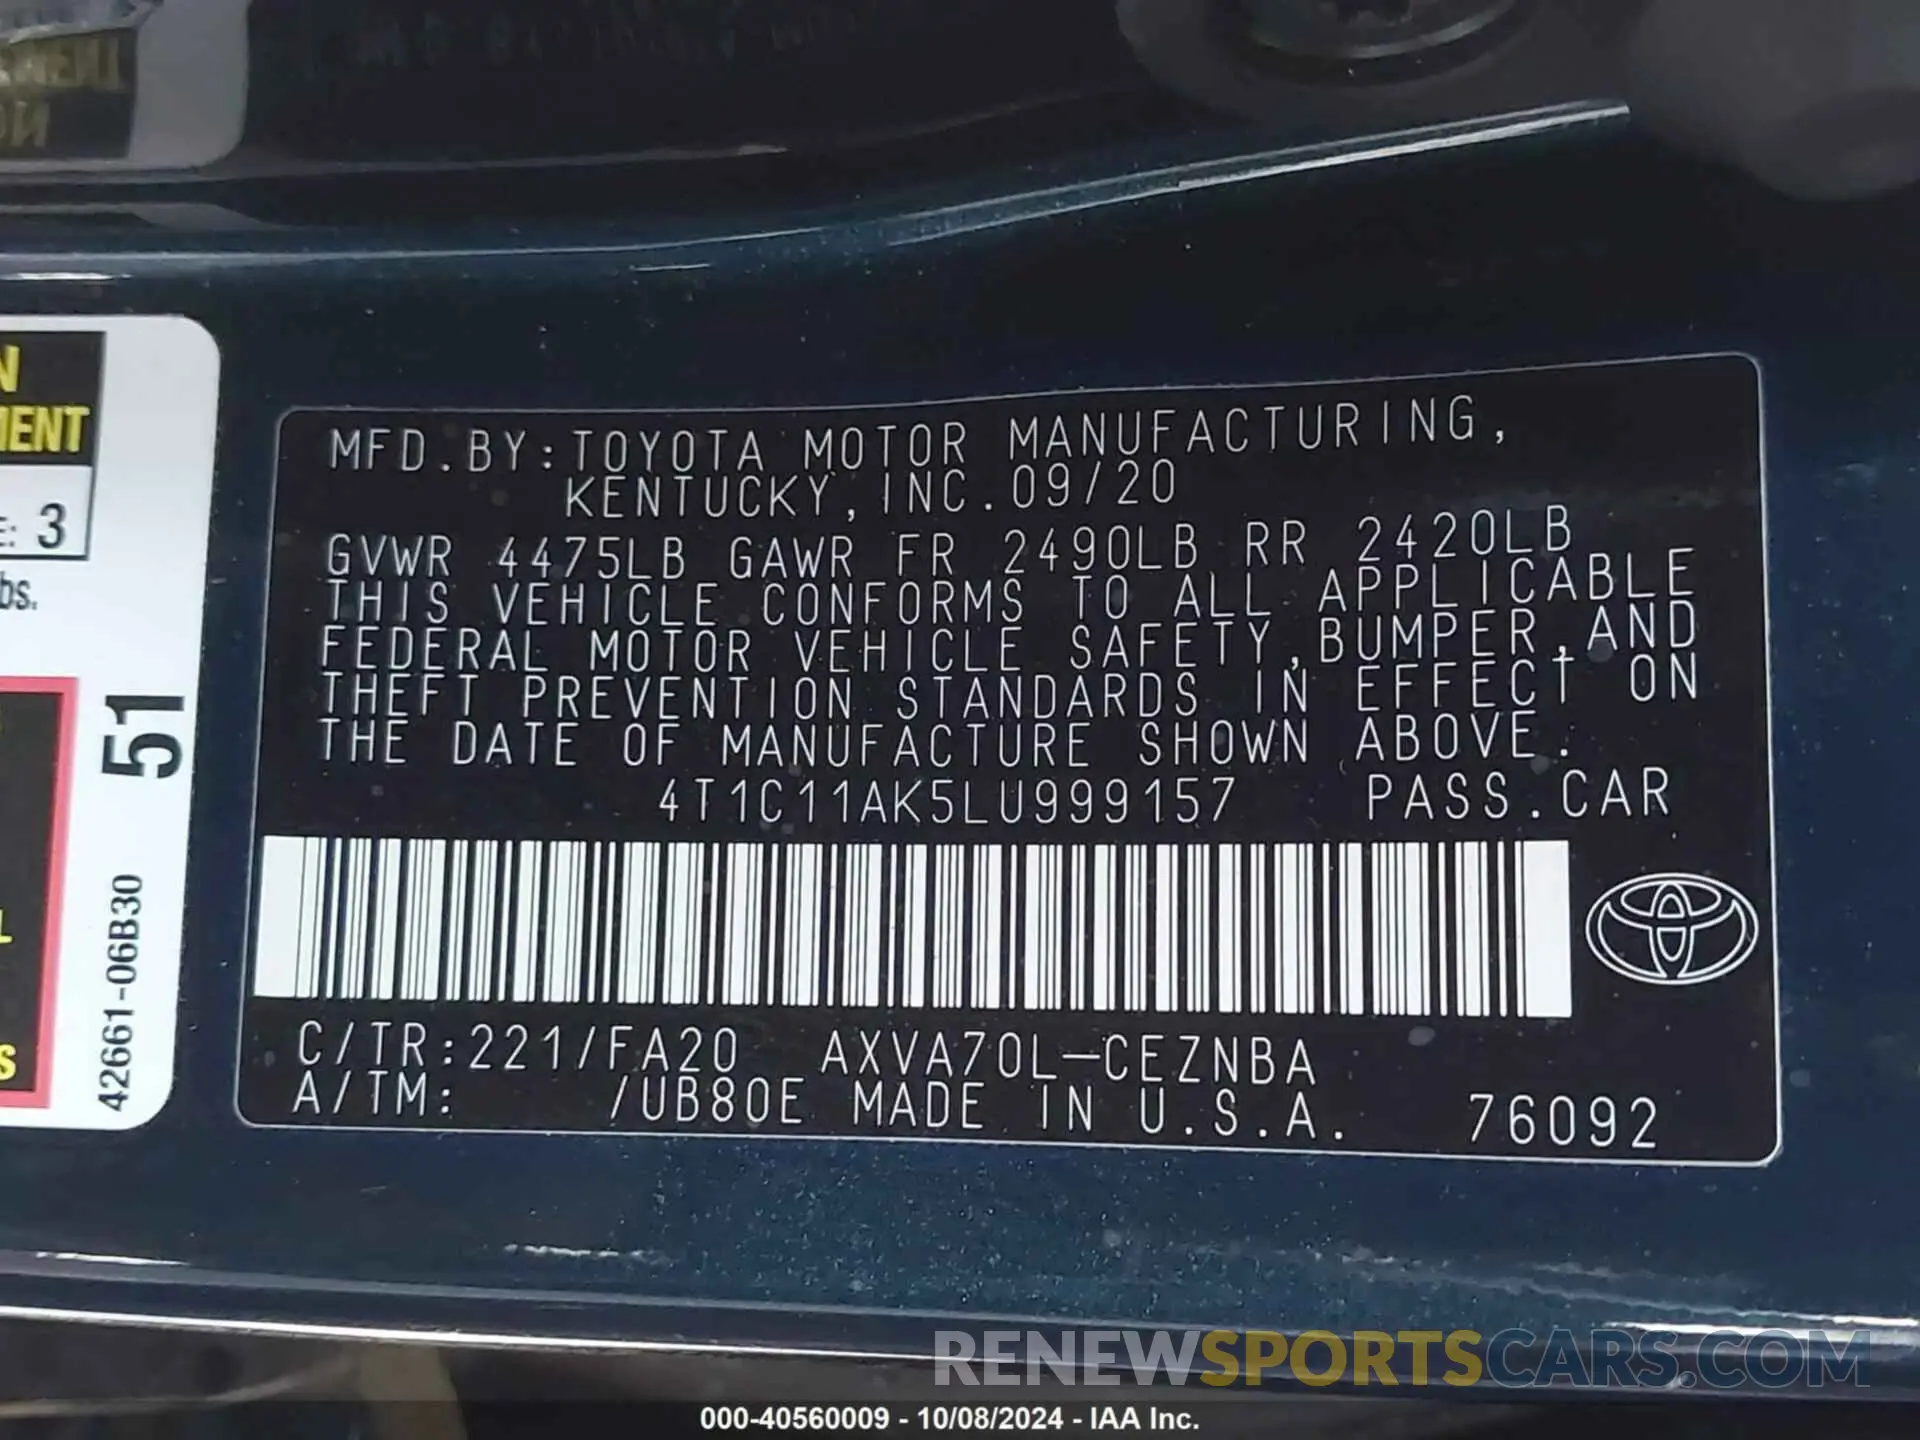 N
MENT
E: 3
bs.
51
42661-06B30
L
S
MFD.BY:TOYOTA MOTOR MANUFACTURING,
KENTUCKY,INC.09/20
GVWR 4475LB GAWR FR 2490LB RR 2420LB
THIS VEHICLE CONFORMS TO ALL APPLICABLE
FEDERAL MOTOR VEHICLE SAFETY,BUMPER,AND
THEFT PREVENTION STANDARDS IN EFFECT ON
THE DATE OF MANUFACTURE SHOWN ABOVE.
4T1C11AK5LU999157 PASS.CAR
C/TR:221/FA20 AXVA70L-CEZNBA
A/TM: /UB80E MADE IN U.S.A. 76092
RENEWSPORTSCARS.COM
000-40560009 - 10/08/2024 - IAA Inc.